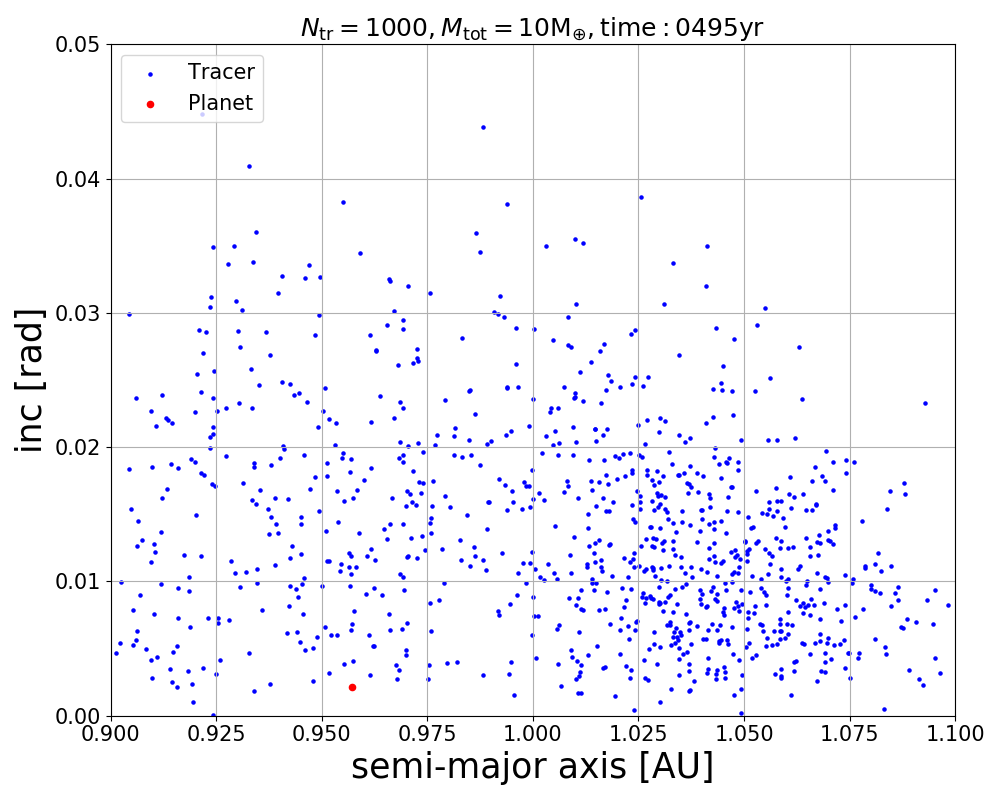 N_tr = 1000, M_tot = 10M_⊕, time : 0495yr
0.05
Tracer
Planet
0.04
0.03
inc [rad]
0.02
0.01
0.00
0.900 0.925 0.950 0.975 1.000 1.025 1.050 1.075 1.100
semi-major axis [AU]